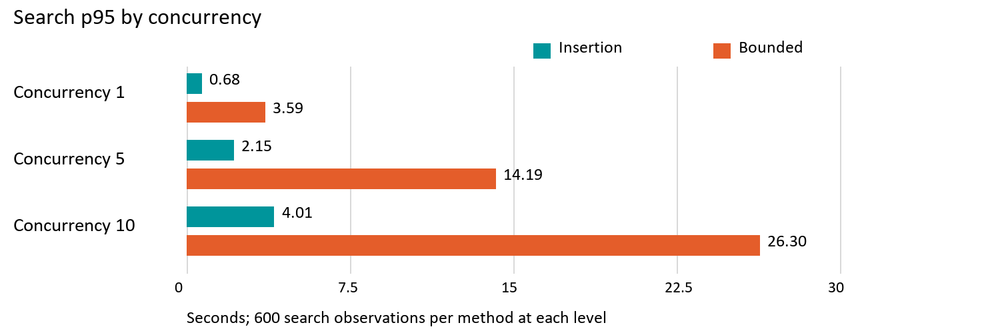 Search p95 by concurrency
Insertion Bounded
Concurrency 1
0.68
3.59
Concurrency 5
2.15
14.19
Concurrency 10
4.01
26.30
0 7.5 15 22.5 30
Seconds; 600 search observations per method at each level